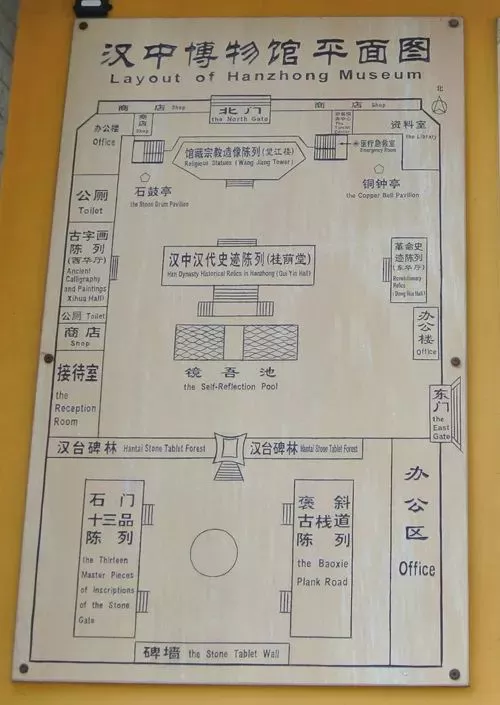 汉中博物馆平面图
Layout of Hanzhong Museum
北
商店 Shop
北门
the North Gate
商店 Shop
办公楼
Office
商店
Shop
馆藏宗教造像陈列(望江楼)
Religious Statues (Wang Jiang Tower)
医疗急救室
Emergency Room
资料室
the Library
石鼓亭
the Stone Drum Pavilion
铜钟亭
the Copper Bell Pavilion
公厕
Toilet
古字画
陈列
(西华厅)
Ancient
Calligraphy
and Paintings
Xihua Hall)
汉中汉代史迹陈列(桂荫堂)
Han Dynasty Historical Relics in Hanzhong (Gui Yin Hall)
革命史
迹陈列
(东华厅)
Revolutionary
Relics
(Dong Hua Hall)
公厕 Toilet
商店
Shop
办公楼
Office
接待室
the
Reception
Room
镜吾池
the Self-Reflection Pool
东门
the
East
Gate
汉台碑林 Hantai Stone Tablet Forest
汉台碑林 Hantai Stone Tablet Forest
石门
十三品
陈列
the Thirteen
Master Pieces
of Inscriptions
of the Stone
Gate
褒斜
古栈道
陈列
the Baoxie
Plank Road
办公区
Office
碑墙 the Stone Tablet Wall